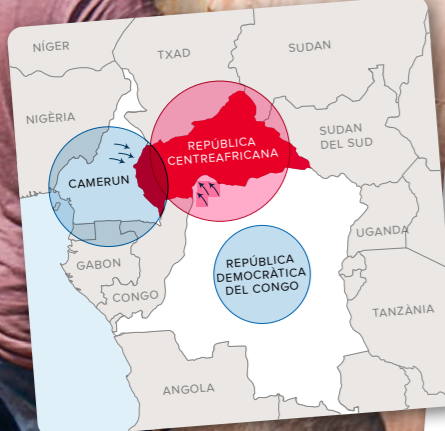 NÍGER
TXAD
SUDAN
NIGÈRIA
REPÚBLICA
CENTREAFRICANA
SUDAN
DEL SUD
CAMERUN
UGANDA
GABON
REPÚBLICA
DEMOCRÀTICA
DEL CONGO
CONGO
TANZÀNIA
ANGOLA